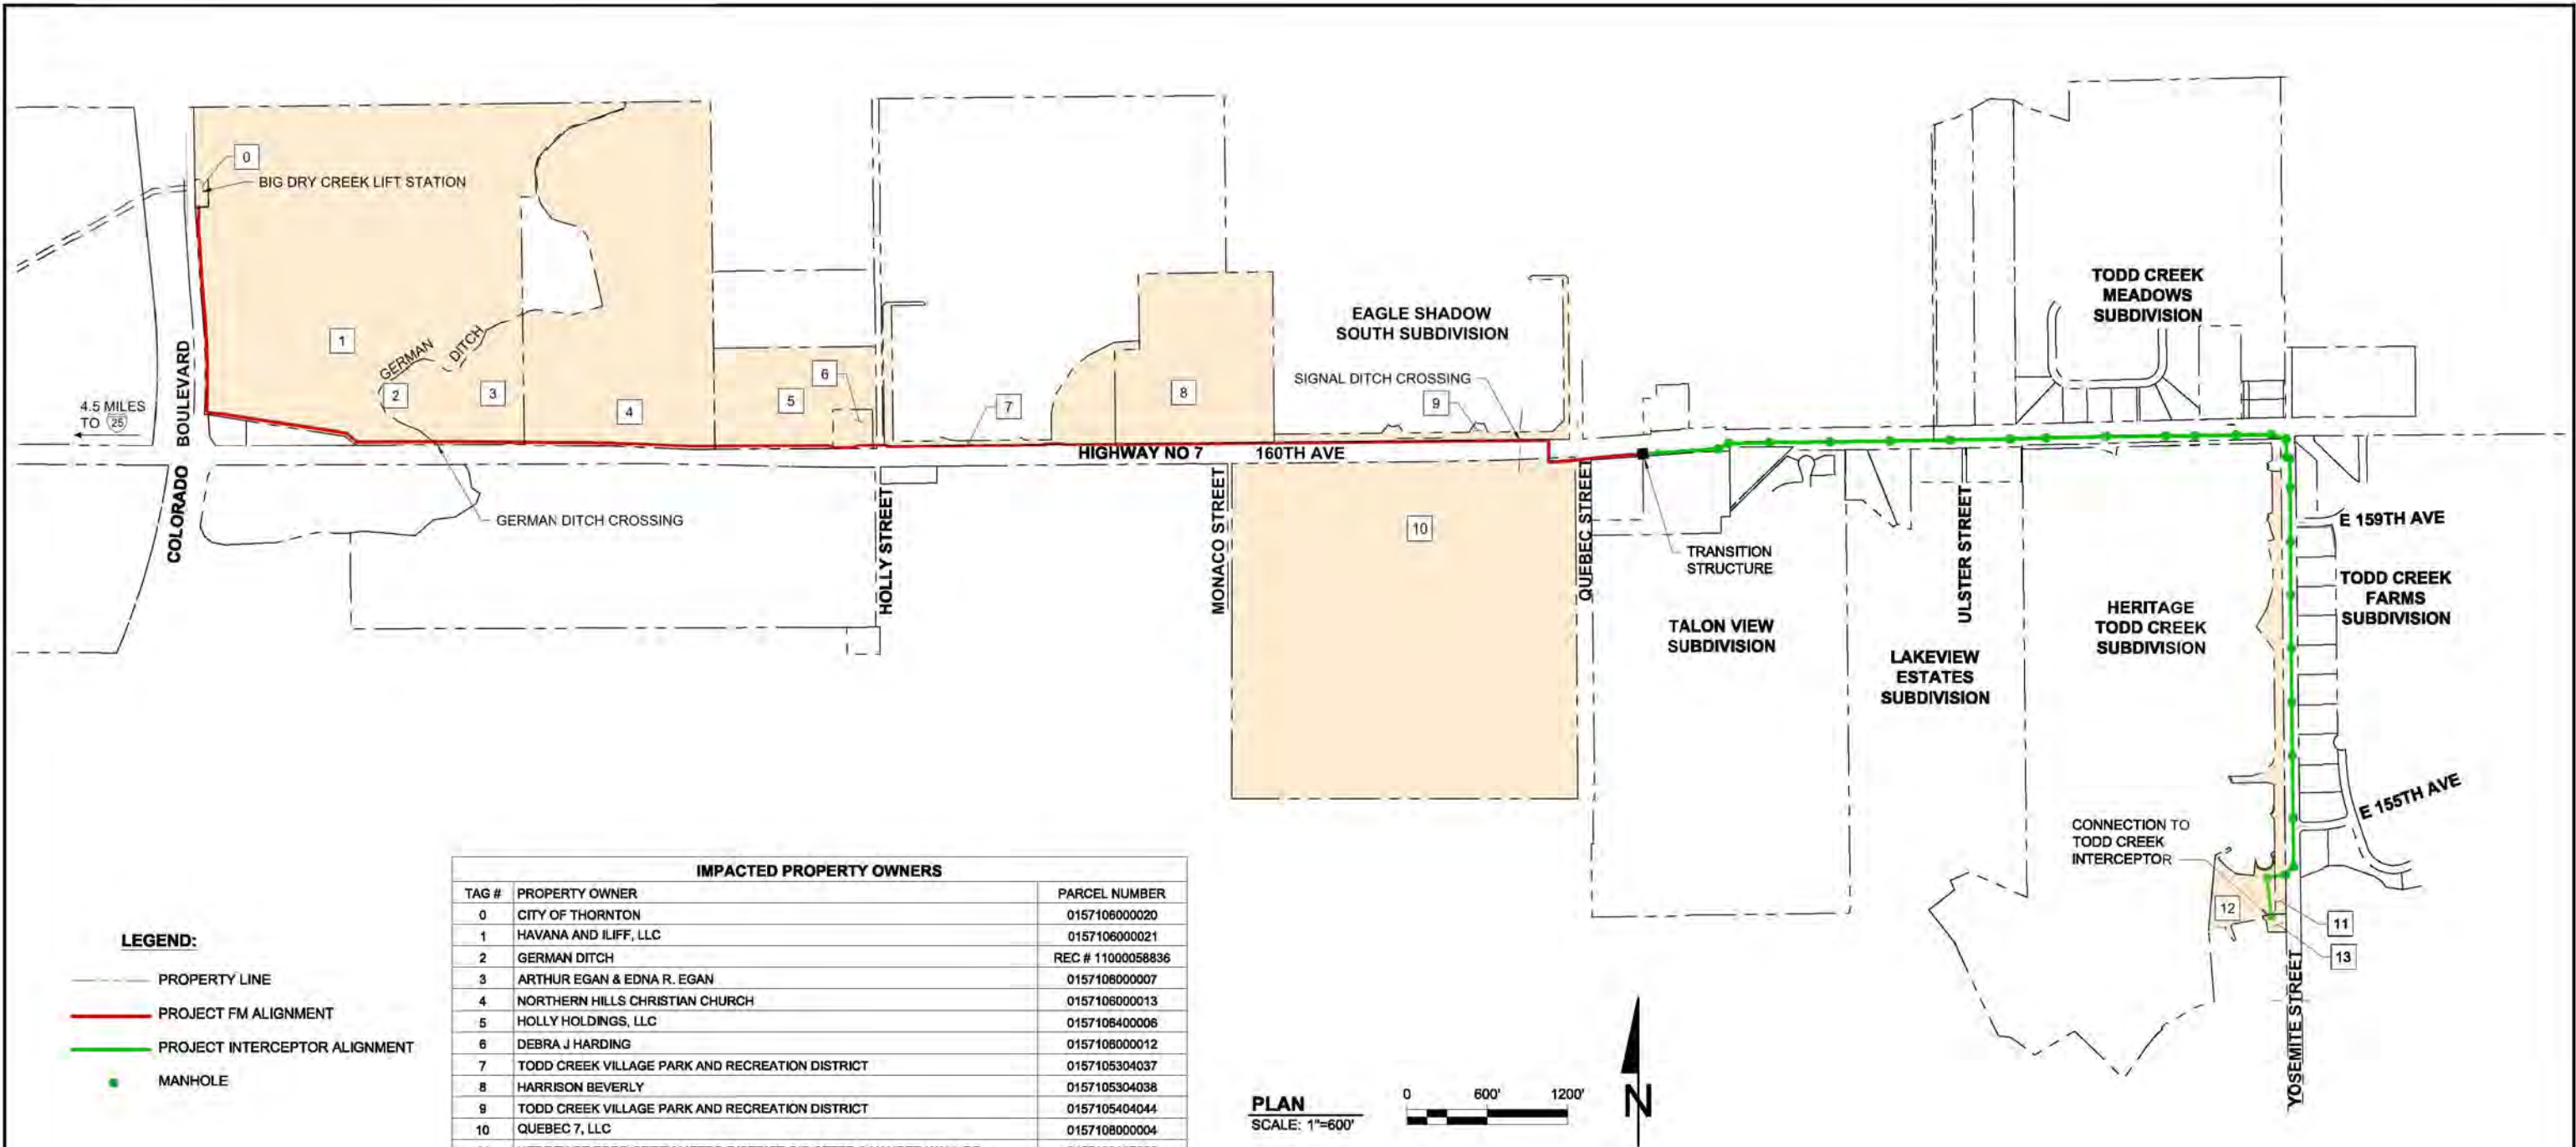 0
BIG DRY CREEK LIFT STATION
1
GERMAN
DITCH
2
3
4
5
6
7
8
9
10
11
12
13
4.5 MILES
TO 25
COLORADO BOULEVARD
GERMAN DITCH CROSSING
HOLLY STREET
HIGHWAY NO 7 160TH AVE
MONACO STREET
EAGLE SHADOW
SOUTH SUBDIVISION
SIGNAL DITCH CROSSING
QUEBEC STREET
TRANSITION
STRUCTURE
TALON VIEW
SUBDIVISION
ULSTER STREET
LAKEVIEW
ESTATES
SUBDIVISION
TODD CREEK
MEADOWS
SUBDIVISION
HERITAGE
TODD CREEK
SUBDIVISION
E 159TH AVE
TODD CREEK
FARMS
SUBDIVISION
E 155TH AVE
CONNECTION TO
TODD CREEK
INTERCEPTOR
YOSEMITE STREET
LEGEND:
PROPERTY LINE
PROJECT FM ALIGNMENT
PROJECT INTERCEPTOR ALIGNMENT
MANHOLE
IMPACTED PROPERTY OWNERS
TAG # PROPERTY OWNER PARCEL NUMBER
0 CITY OF THORNTON 0157106000020
1 HAVANA AND ILIFF, LLC 0157106000021
2 GERMAN DITCH REC # 11000058836
3 ARTHUR EGAN & EDNA R. EGAN 0157106000007
4 NORTHERN HILLS CHRISTIAN CHURCH 0157106000013
5 HOLLY HOLDINGS, LLC 0157106400006
6 DEBRA J HARDING 0157106000012
7 TODD CREEK VILLAGE PARK AND RECREATION DISTRICT 0157105304037
8 HARRISON BEVERLY 0157105304038
9 TODD CREEK VILLAGE PARK AND RECREATION DISTRICT 0157105404044
10 QUEBEC 7, LLC 0157108000004
PLAN
SCALE: 1"=600'
0 600' 1200'
N